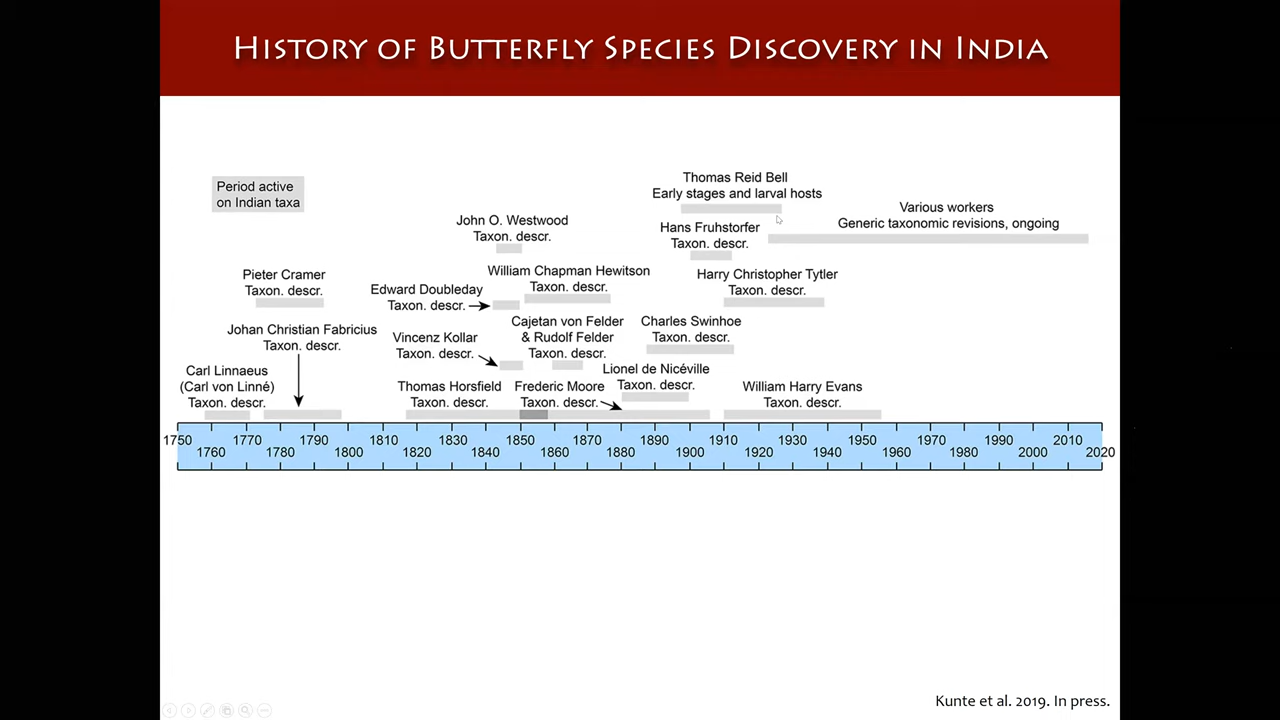 HISTORY OF BUTTERFLY SPECIES DISCOVERY IN INDIA
Period active
on Indian taxa
Thomas Reid Bell
Early stages and larval hosts
Various workers
Generic taxonomic revisions, ongoing
John O. Westwood
Taxon. descr.
Hans Fruhstorfer
Taxon. descr.
Pieter Cramer
Taxon. descr.
Edward Doubleday
Taxon. descr.
William Chapman Hewitson
Taxon. descr.
Harry Christopher Tytler
Taxon. descr.
Johan Christian Fabricius
Taxon. descr.
Vincenz Kollar
Taxon. descr.
Cajetan von Felder
& Rudolf Felder
Taxon. descr.
Charles Swinhoe
Taxon. descr.
Carl Linnaeus
(Carl von Linné)
Taxon. descr.
Thomas Horsfield
Taxon. descr.
Frederic Moore
Taxon. descr.
Lionel de Nicéville
Taxon. descr.
William Harry Evans
Taxon. descr.
1750 1770 1790 1810 1830 1850 1870 1890 1910 1930 1950 1970 1990 2010
1760 1780 1800 1820 1840 1860 1880 1900 1920 1940 1960 1980 2000 2020
Kunte et al. 2019. In press.